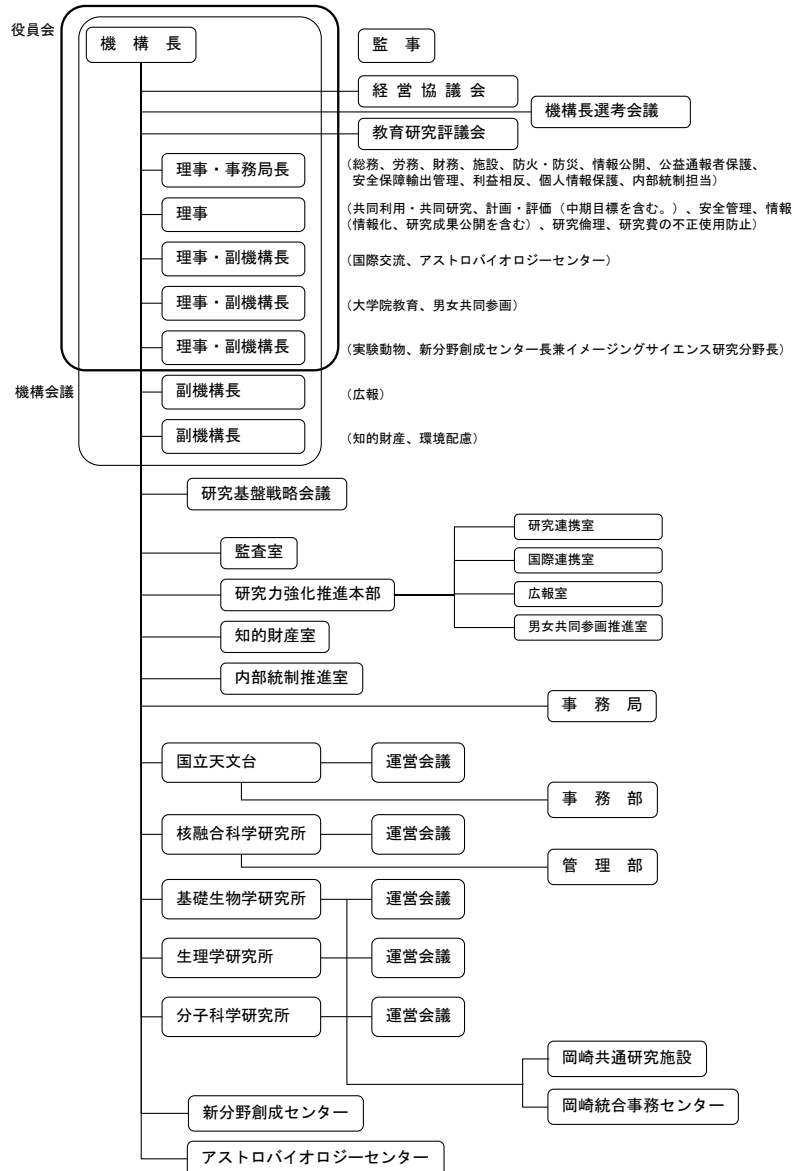 役員会
機 構 長
監 事
経 営 協 議 会
機構長選考会議
教育研究評議会
理事・事務局長
(総務、労務、財務、施設、防火・防災、情報公開、公益通報者保護、
安全保障輸出管理、利益相反、個人情報保護、内部統制担当)
理事
(共同利用・共同研究、計画・評価(中期目標を含む。)、安全管理、情報
(情報化、研究成果公開を含む)、研究倫理、研究費の不正使用防止)
理事・副機構長
(国際交流、アストロバイオロジーセンター)
理事・副機構長
(大学院教育、男女共同参画)
理事・副機構長
(実験動物、新分野創成センター長兼イメージングサイエンス研究分野長)
機構会議
副機構長
(広報)
副機構長
(知的財産、環境配慮)
研究基盤戦略会議
研究連携室
監査室
国際連携室
研究力強化推進本部
広報室
知的財産室
男女共同参画推進室
内部統制推進室
事 務 局
国立天文台
運営会議
事 務 部
核融合科学研究所
運営会議
管 理 部
基礎生物学研究所
運営会議
生理学研究所
運営会議
分子科学研究所
運営会議
岡崎共通研究施設
岡崎統合事務センター
新分野創成センター
アストロバイオロジーセンター